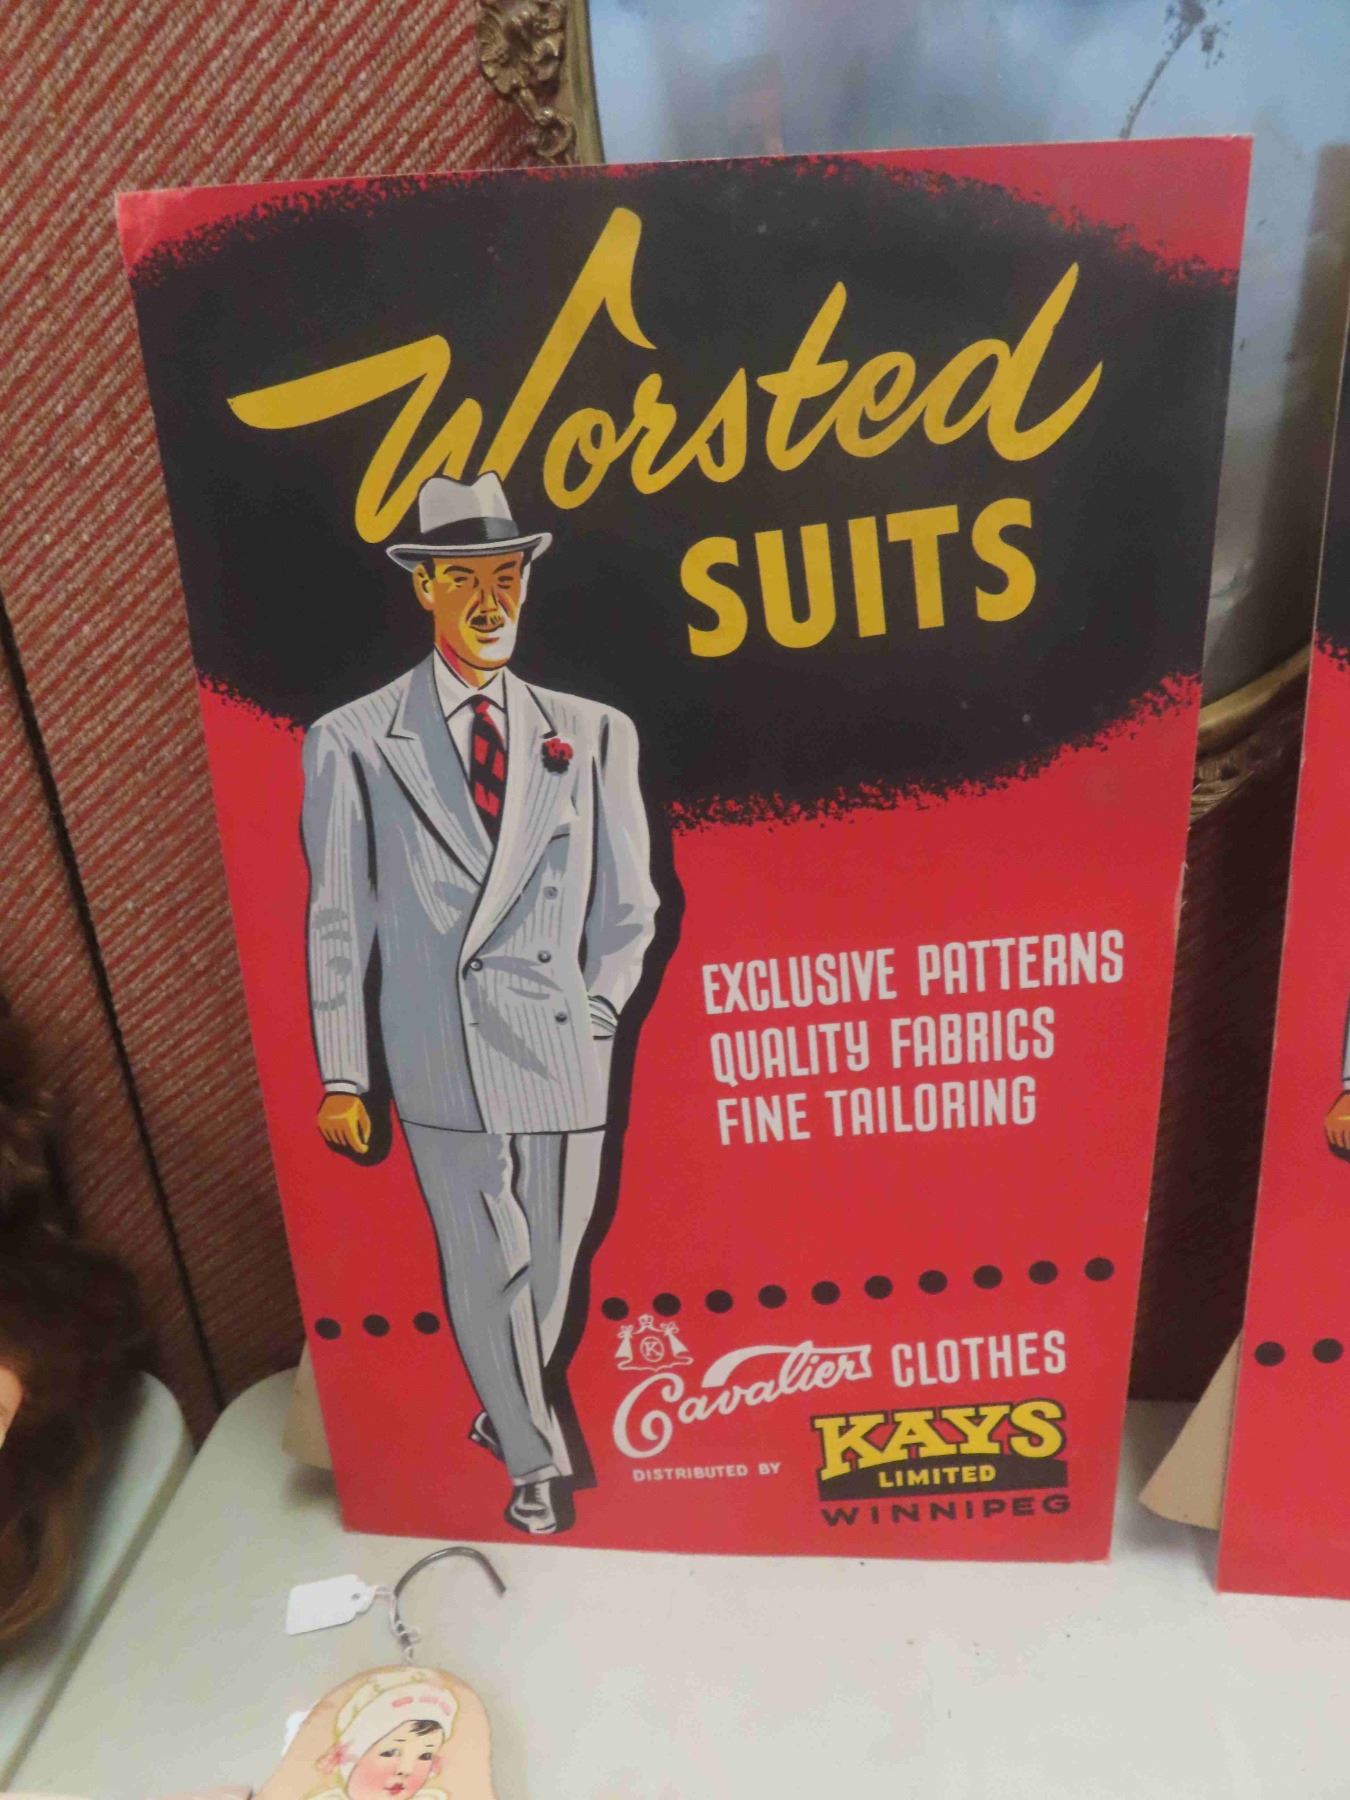 Worsted
SUITS
EXCLUSIVE PATTERNS
QUALITY FABRICS
FINE TAILORING
K
Cavalier CLOTHES
DISTRIBUTED BY
KAYS
LIMITED
WINNIPEG